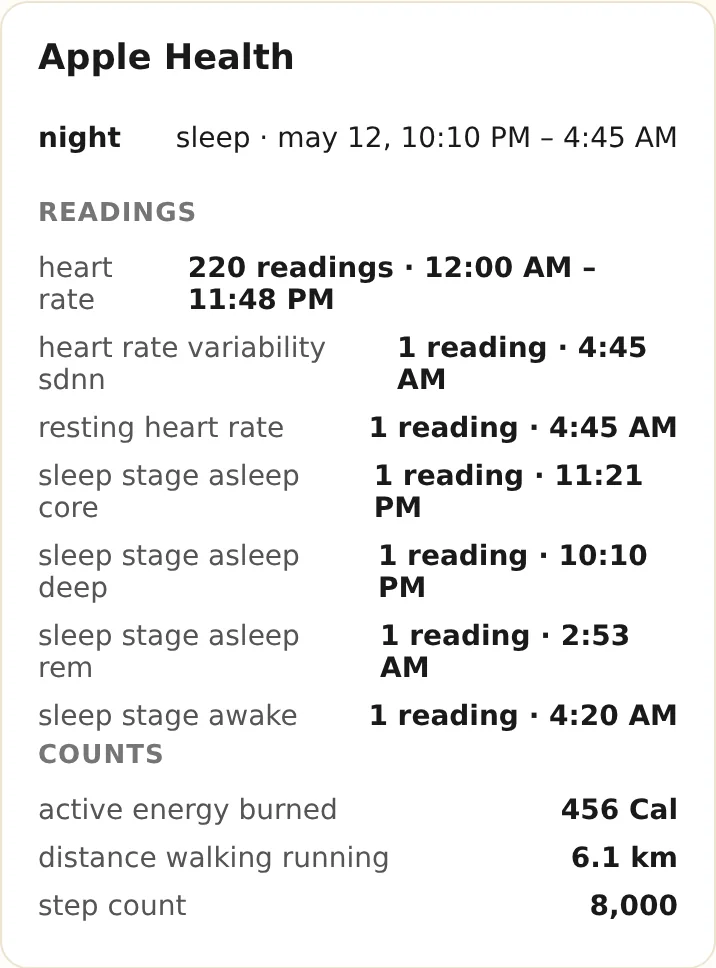 Apple Health
night sleep · may 12, 10:10 PM – 4:45 AM
READINGS
heart rate 220 readings · 12:00 AM – 11:48 PM
heart rate variability sdnn 1 reading · 4:45 AM
resting heart rate 1 reading · 4:45 AM
sleep stage asleep core 1 reading · 11:21 PM
sleep stage asleep deep 1 reading · 10:10 PM
sleep stage asleep rem 1 reading · 2:53 AM
sleep stage awake 1 reading · 4:20 AM
COUNTS
active energy burned 456 Cal
distance walking running 6.1 km
step count 8,000